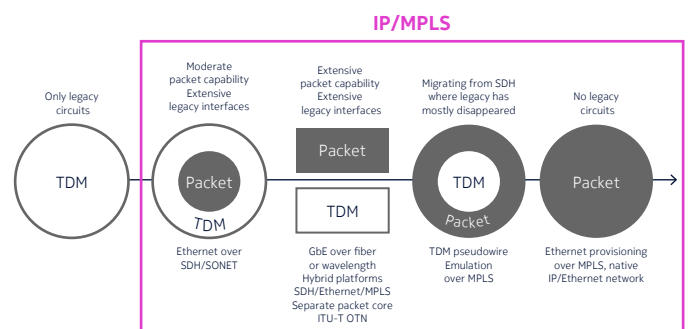 IP/MPLS
Only legacy
circuits
TDM
Moderate
packet capability
Extensive
legacy interfaces
Packet
TDM
Ethernet over
SDH/SONET
Extensive
packet capability
Extensive
legacy interfaces
Packet
TDM
GbE over fiber
or wavelength
Hybrid platforms
SDH/Ethernet/MPLS
Separate packet core
ITU-T OTN
Migrating from SDH
where legacy has
mostly disappeared
TDM
Packet
TDM pseudowire
Emulation
over MPLS
No legacy
circuits
Packet
Ethernet provisioning
over MPLS, native
IP/Ethernet network